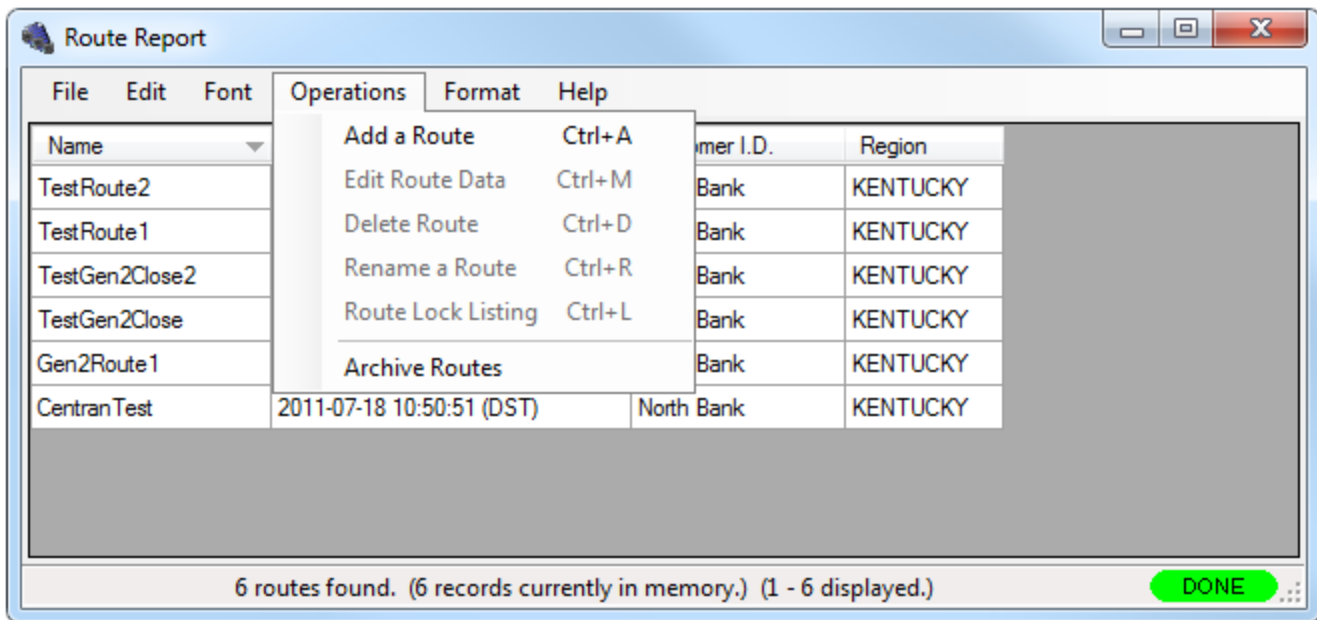 Route Report
File Edit Font Operations Format Help
Name omer I.D. Region
Add a Route Ctrl+A
TestRoute2 Edit Route Data Ctrl+M Bank KENTUCKY
TestRoute1 Delete Route Ctrl+D Bank KENTUCKY
TestGen2Close2 Rename a Route Ctrl+R Bank KENTUCKY
TestGen2Close Route Lock Listing Ctrl+L Bank KENTUCKY
Gen2Route1 Archive Routes Bank KENTUCKY
CentranTest 2011-07-18 10:50:51 (DST) North Bank KENTUCKY
6 routes found. (6 records currently in memory.) (1 - 6 displayed.) DONE